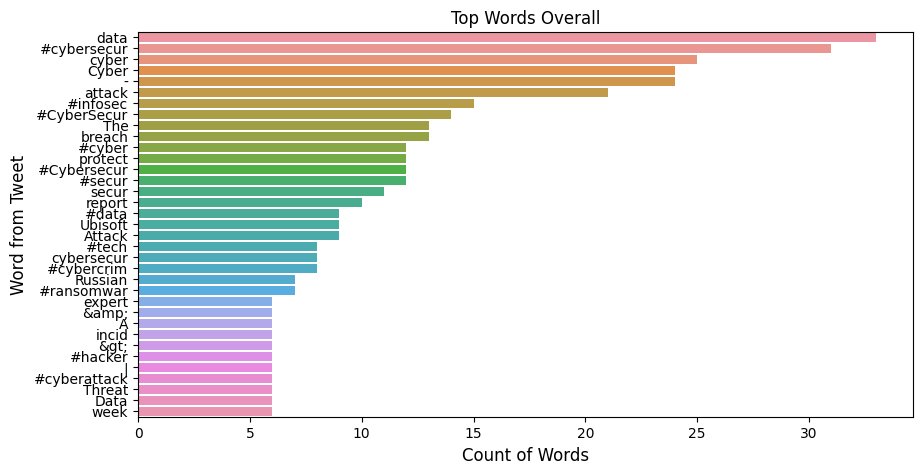 Top Words Overall
Word from Tweet
data
#cybersecur
cyber
Cyber
-
attack
#infosec
#CyberSecur
The
breach
#cyber
protect
#Cybersecur
#secur
secur
report
#data
Ubisoft
Attack
#tech
cybersecur
#cybercrim
Russian
#ransomwar
expert
&amp;
A
incid
&gt;
#hacker
|
#cyberattack
Threat
Data
week
0 5 10 15 20 25 30
Count of Words